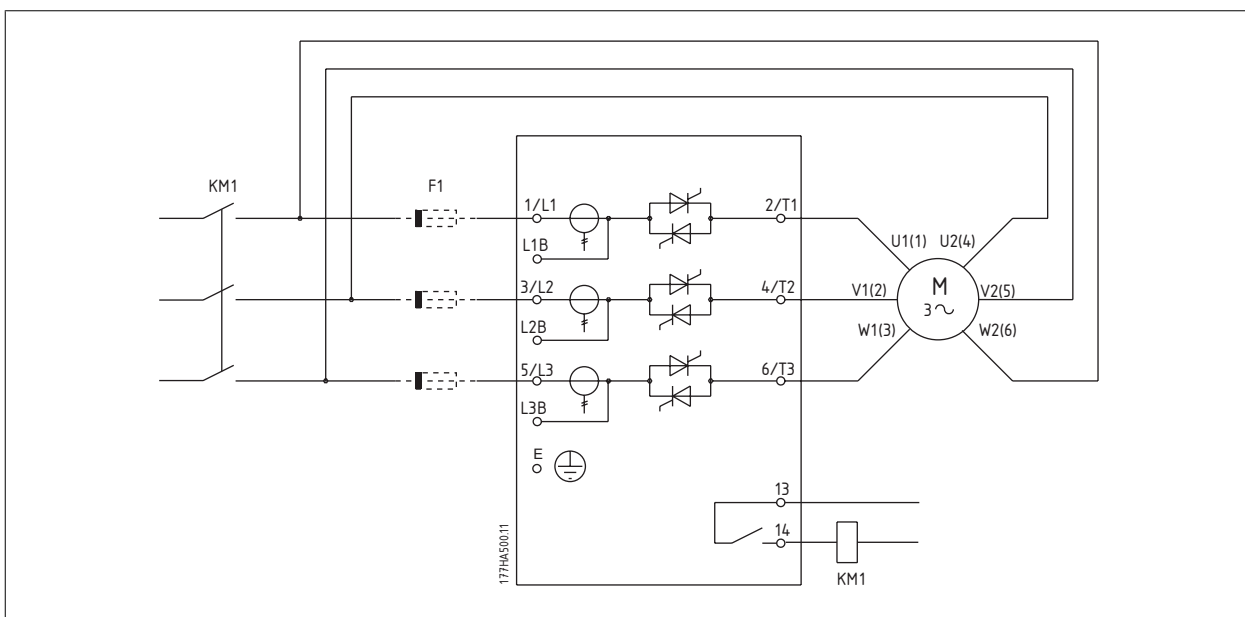 KM1
F1
1/L1
2/T1
U1(1)
U2(4)
L1B
M
3/L2
4/T2
V1(2)
V2(5)
3~
L2B
W1(3)
W2(6)
5/L3
6/T3
L3B
E
13
14
KM1
177HA500.11